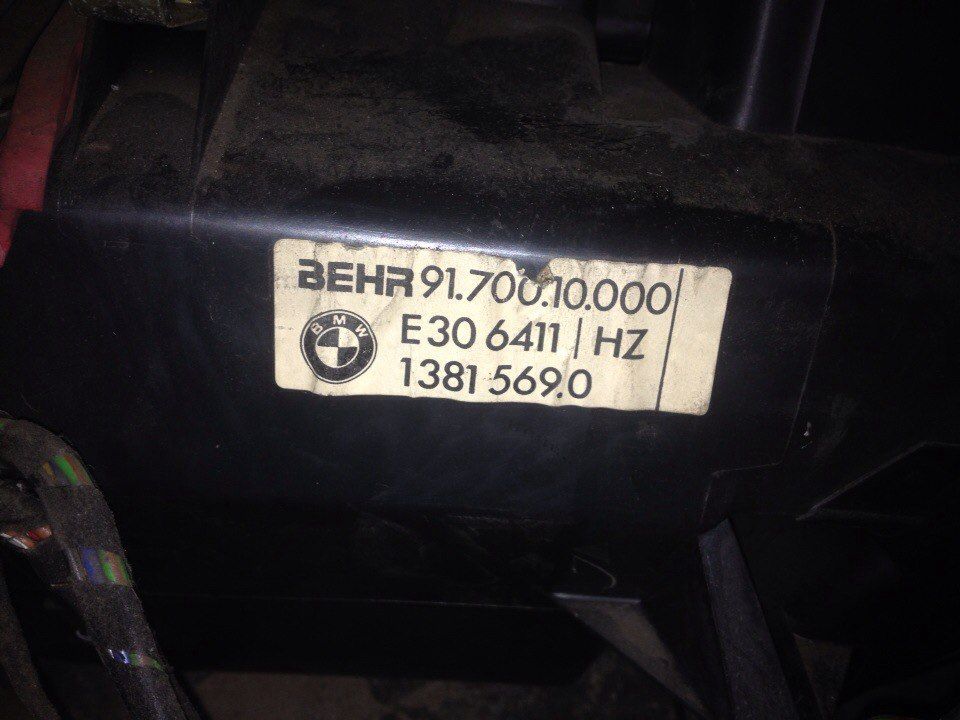 BEHR 91.700.10.000
BMW
E30 6411 | HZ
1381 569.0